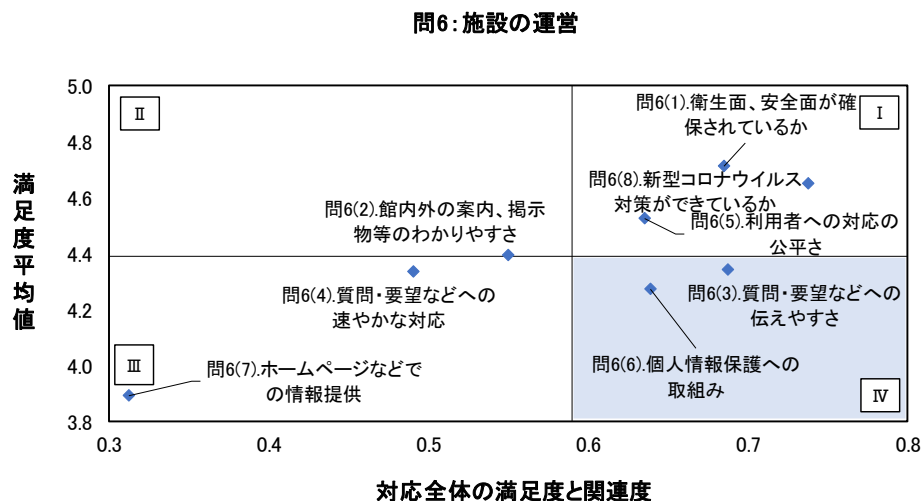 問6：施設の運営
満足度平均値
5.0
4.8
4.6
4.4
4.2
4.0
3.8
Ⅱ
Ⅰ
問6(1).衛生面、安全面が確
保されているか
問6(8).新型コロナウイルス
対策ができているか
問6(2).館内外の案内、掲示
物等のわかりやすさ
問6(5).利用者への対応の
公平さ
問6(4).質問・要望などへの
速やかな対応
問6(3).質問・要望などへの
伝えやすさ
Ⅲ
問6(7).ホームページなどで
の情報提供
問6(6).個人情報保護への
取組み
Ⅳ
0.3
0.4
0.5
0.6
0.7
0.8
対応全体の満足度と関連度